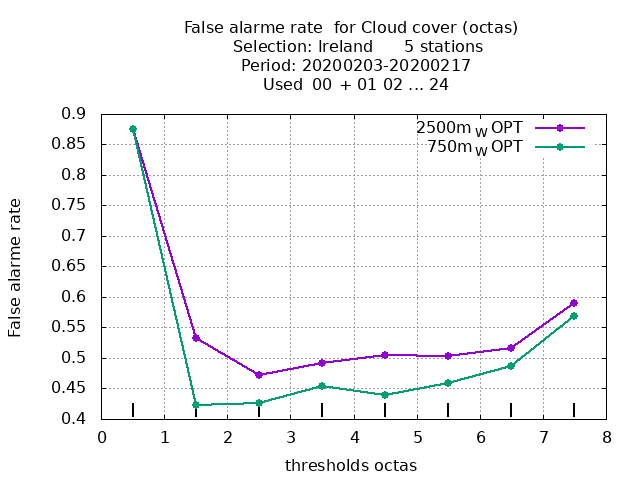 False alarme rate  for Cloud cover (octas)
Selection: Ireland      5 stations
Period: 20200203-20200217
Used  00  + 01 02 ... 24
2500m W OPT
750m W OPT
0.9
0.85
0.8
0.75
0.7
0.65
0.6
0.55
0.5
0.45
0.4
False alarme rate
0 1 2 3 4 5 6 7 8
thresholds octas